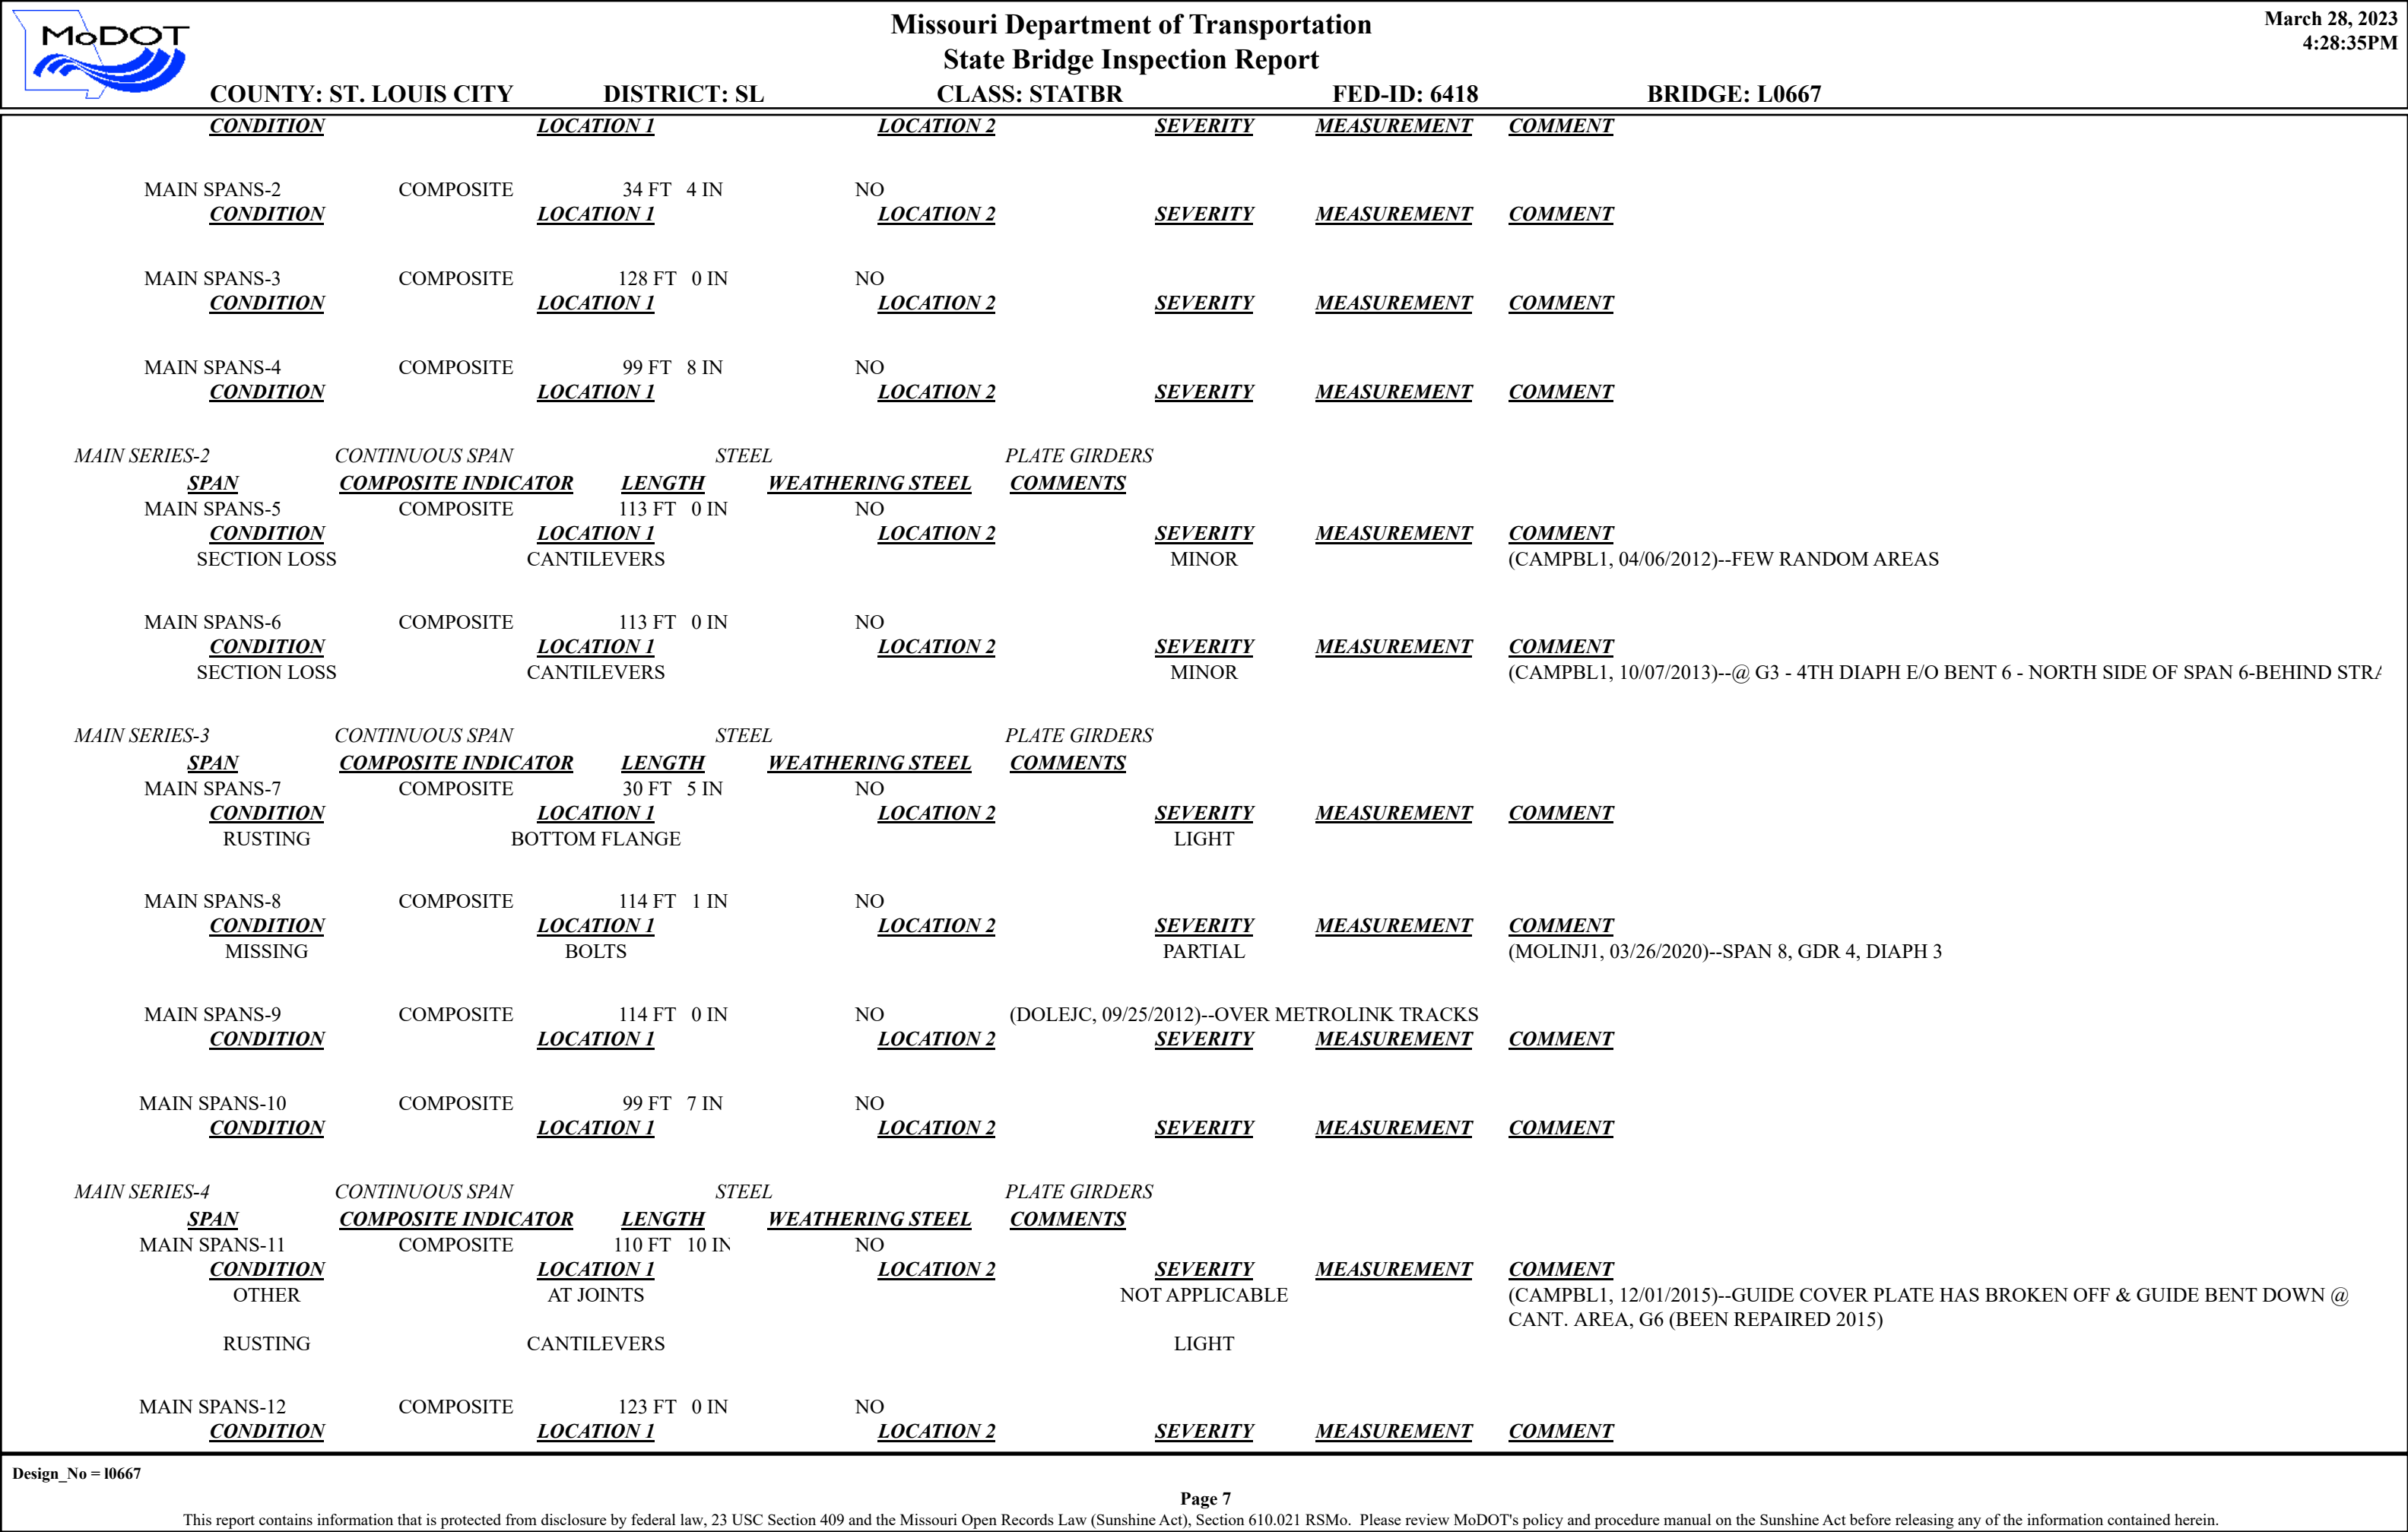 MoDOT
Missouri Department of Transportation
State Bridge Inspection Report
March 28, 2023
4:28:35PM
COUNTY: ST. LOUIS CITY DISTRICT: SL CLASS: STATBR FED-ID: 6418 BRIDGE: L0667
CONDITION LOCATION 1 LOCATION 2 SEVERITY MEASUREMENT COMMENT
MAIN SPANS-2 COMPOSITE 34 FT 4 IN NO
CONDITION LOCATION 1 LOCATION 2 SEVERITY MEASUREMENT COMMENT
MAIN SPANS-3 COMPOSITE 128 FT 0 IN NO
CONDITION LOCATION 1 LOCATION 2 SEVERITY MEASUREMENT COMMENT
MAIN SPANS-4 COMPOSITE 99 FT 8 IN NO
CONDITION LOCATION 1 LOCATION 2 SEVERITY MEASUREMENT COMMENT
MAIN SERIES-2 CONTINUOUS SPAN STEEL PLATE GIRDERS
SPAN COMPOSITE INDICATOR LENGTH WEATHERING STEEL COMMENTS
MAIN SPANS-5 COMPOSITE 113 FT 0 IN NO
CONDITION LOCATION 1 LOCATION 2 SEVERITY MEASUREMENT COMMENT
SECTION LOSS CANTILEVERS MINOR (CAMPBL1, 04/06/2012)--FEW RANDOM AREAS
MAIN SPANS-6 COMPOSITE 113 FT 0 IN NO
CONDITION LOCATION 1 LOCATION 2 SEVERITY MEASUREMENT COMMENT
SECTION LOSS CANTILEVERS MINOR (CAMPBL1, 10/07/2013)--@ G3 - 4TH DIAPH E/O BENT 6 - NORTH SIDE OF SPAN 6-BEHIND
MAIN SERIES-3 CONTINUOUS SPAN STEEL PLATE GIRDERS
SPAN COMPOSITE INDICATOR LENGTH WEATHERING STEEL COMMENTS
MAIN SPANS-7 COMPOSITE 30 FT 5 IN NO
CONDITION LOCATION 1 LOCATION 2 SEVERITY MEASUREMENT COMMENT
RUSTING BOTTOM FLANGE LIGHT
MAIN SPANS-8 COMPOSITE 114 FT 1 IN NO
CONDITION LOCATION 1 LOCATION 2 SEVERITY MEASUREMENT COMMENT
MISSING BOLTS PARTIAL (MOLINJ1, 03/26/2020)--SPAN 8, GDR 4, DIAPH 3
MAIN SPANS-9 COMPOSITE 114 FT 0 IN NO (DOLEJC, 09/25/2012)--OVER METROLINK TRACKS
CONDITION LOCATION 1 LOCATION 2 SEVERITY MEASUREMENT COMMENT
MAIN SPANS-10 COMPOSITE 99 FT 7 IN NO
CONDITION LOCATION 1 LOCATION 2 SEVERITY MEASUREMENT COMMENT
MAIN SERIES-4 CONTINUOUS SPAN STEEL PLATE GIRDERS
SPAN COMPOSITE INDICATOR LENGTH WEATHERING STEEL COMMENTS
MAIN SPANS-11 COMPOSITE 110 FT 10 IN NO
CONDITION LOCATION 1 LOCATION 2 SEVERITY MEASUREMENT COMMENT
OTHER AT JOINTS NOT APPLICABLE (CAMPBL1, 12/01/2015)--GUIDE COVER PLATE HAS BROKEN OFF & GUIDE BENT DOWN @
CANT. AREA, G6 (BEEN REPAIRED 2015)
RUSTING CANTILEVERS LIGHT
MAIN SPANS-12 COMPOSITE 123 FT 0 IN NO
CONDITION LOCATION 1 LOCATION 2 SEVERITY MEASUREMENT COMMENT
Design_No = l0667
Page 7
This report contains information that is protected from disclosure by federal law, 23 USC Section 409 and the Missouri Open Records Law (Sunshine Act), Section 610.021 RSMo. Please review MoDOT's policy and procedure manual on the Sunshine Act before releasing any of the information contained herein.